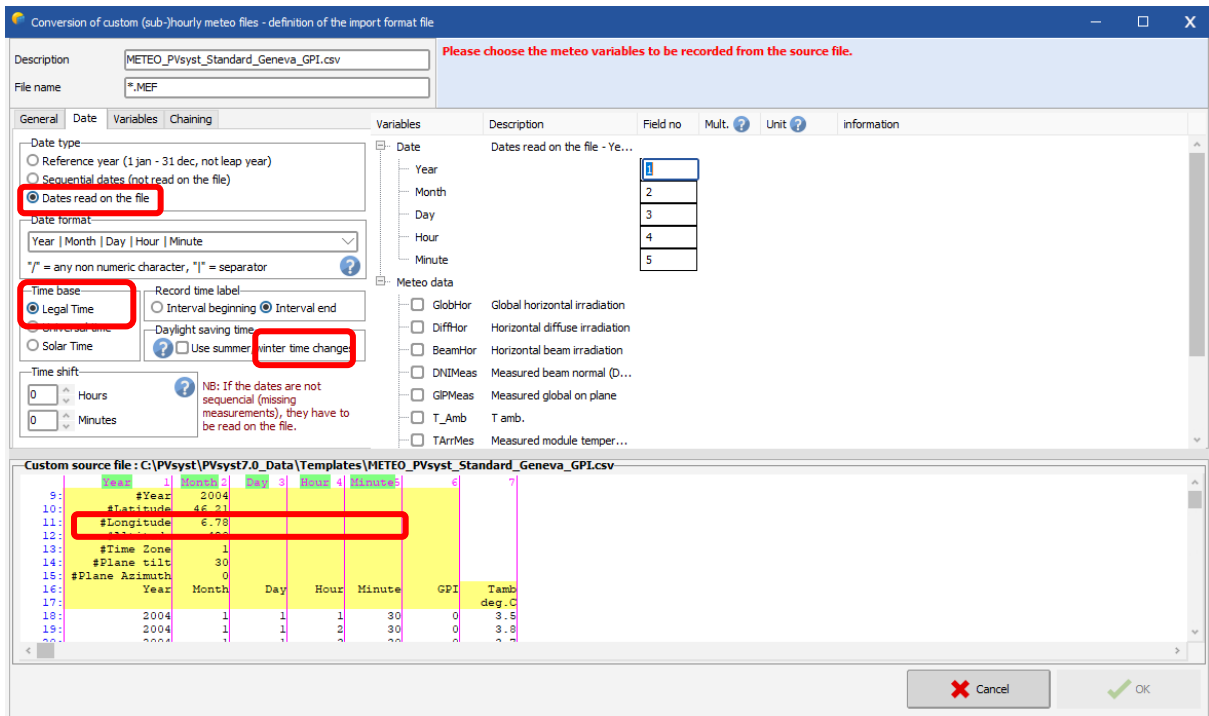 Conversion of custom (sub-)hourly meteo files - definition of the import format file
Description METEO_PVsyst_Standard_Geneva_GPI.csv
File name *.MEF
Please choose the meteo variables to be recorded from the source file.
General Date Variables Chaining
Date type
Reference year (1 jan - 31 dec, not leap year)
Sequential dates (not read on the file)
Dates read on the file
Date format
Year | Month | Day | Hour | Minute
"/" = any non numeric character, "|" = separator
Time base
Legal Time
Universal time
Solar Time
Record time label
Interval beginning Interval end
Daylight saving time
Use summer/winter time changes
Time shift
0 Hours
0 Minutes
NB: If the dates are not
sequencial (missing
measurements), they have to
be read on the file.
Variables Description Field no Mult. Unit information
Date Dates read on the file - Ye...
Year 1
Month 2
Day 3
Hour 4
Minute 5
Meteo data
GlobHor Global horizontal irradiation
DiffHor Horizontal diffuse irradiation
BeamHor Horizontal beam irradiation
DNIMeas Measured beam normal (D...
GIPMeas Measured global on plane
T_Amb T amb.
TArrMes Measured module temper...
Custom source file : C:\PVsyst\PVsyst7.0_Data\Templates\METEO_PVsyst_Standard_Geneva_GPI.csv
Year 1 Month 2 Day 3 Hour 4 Minute 5 6 7
9: #Year 2004
10: #Latitude 46.21
11: #Longitude 6.78
12:
13: #Time Zone 1
14: #Plane tilt 30
15: #Plane Azimuth 0
16: Year Month Day Hour Minute GPI Tamb
17: deg.C
18: 2004 1 1 1 30 0 3.5
19: 2004 1 1 2 30 0 3.8
Cancel OK